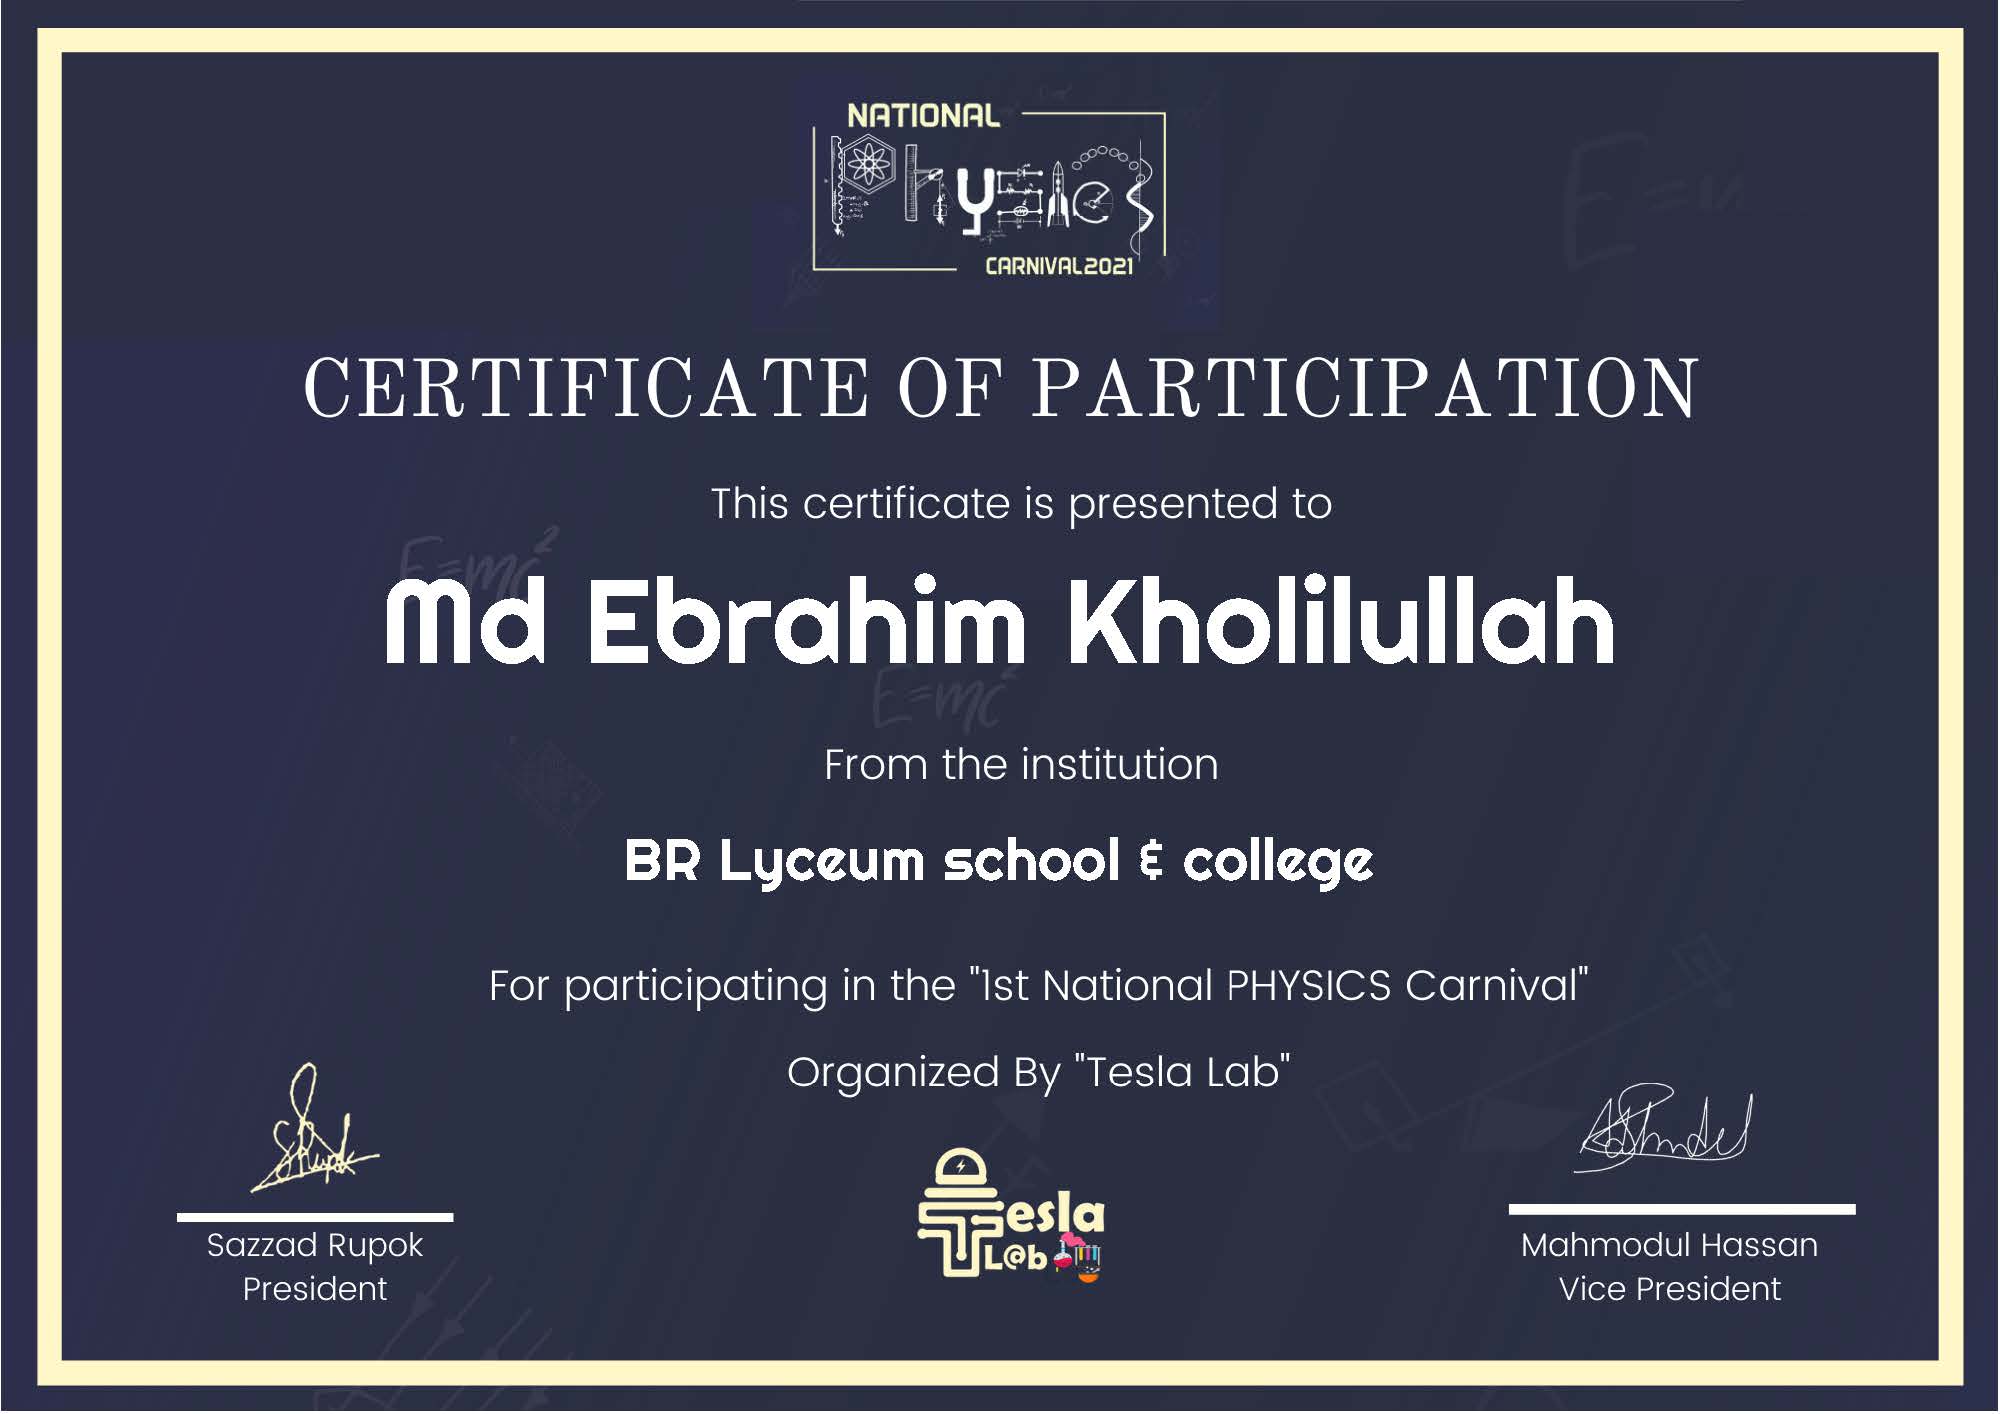 NATIONAL
Physics
CARNIVAL2021
CERTIFICATE OF PARTICIPATION
This certificate is presented to
E=mc²
Md Ebrahim Kholilullah
E=mc²
From the institution
BR Lyceum school & college
For participating in the "1st National PHYSICS Carnival"
Organized By "Tesla Lab"
Tesla
L@b
Sazzad Rupok
President
Mahmodul Hassan
Vice President